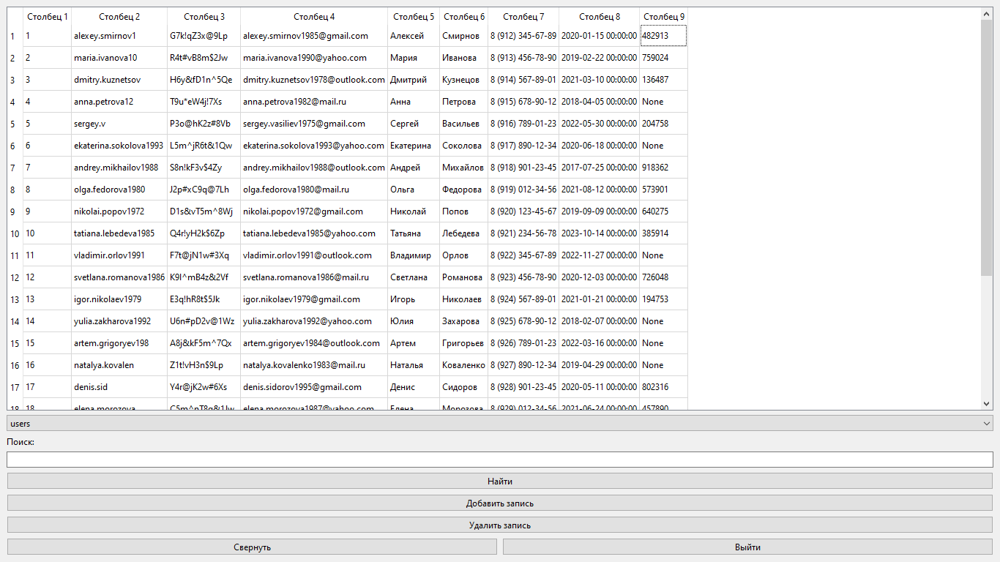 Столбец 1 Столбец 2 Столбец 3 Столбец 4 Столбец 5 Столбец 6 Столбец 7 Столбец 8 Столбец 9
1 1 alexey.smirnov1 G7k!qZ3x@9Lp alexey.smirnov1985@gmail.com Алексей Смирнов 8 (912) 345-67-89 2020-01-15 00:00:00 482913
2 2 maria.ivanova10 R4t#vB8m$2Jw maria.ivanova1990@yahoo.com Мария Иванова 8 (913) 456-78-90 2019-02-22 00:00:00 759024
3 3 dmitry.kuznetsov H6y&fD1n^5Qe dmitry.kuznetsov1978@outlook.com Дмитрий Кузнецов 8 (914) 567-89-01 2021-03-10 00:00:00 136487
4 4 anna.petrova12 T9u*eW4j!7Xs anna.petrova1982@mail.ru Анна Петрова 8 (915) 678-90-12 2018-04-05 00:00:00 None
5 5 sergey.v P3o@hK2z#8Vb sergey.vasiliev1975@gmail.com Сергей Васильев 8 (916) 789-01-23 2022-05-30 00:00:00 204758
6 6 ekaterina.sokolova1993 L5m^jR6t&1Qw ekaterina.sokolova1993@yahoo.com Екатерина Соколова 8 (917) 890-12-34 2020-06-18 00:00:00 None
7 7 andrey.mikhailov1988 S8n!kF3v$4Zy andrey.mikhailov1988@outlook.com Андрей Михайлов 8 (918) 901-23-45 2017-07-25 00:00:00 918362
8 8 olga.fedorova1980 J2p#xC9q@7Lh olga.fedorova1980@mail.ru Ольга Федорова 8 (919) 012-34-56 2021-08-12 00:00:00 573901
9 9 nikolai.popov1972 D1s&vT5m^8Wj nikolai.popov1972@gmail.com Николай Попов 8 (920) 123-45-67 2019-09-09 00:00:00 640275
10 10 tatiana.lebedeva1985 Q4r!yH2k$6Zp tatiana.lebedeva1985@yahoo.com Татьяна Лебедева 8 (921) 234-56-78 2023-10-14 00:00:00 385914
11 11 vladimir.orlov1991 F7t@jN1w#3Xq vladimir.orlov1991@outlook.com Владимир Орлов 8 (922) 345-67-89 2022-11-27 00:00:00 None
12 12 svetlana.romanova1986 K9l^mB4z&2Vf svetlana.romanova1986@mail.ru Светлана Романова 8 (923) 456-78-90 2020-12-03 00:00:00 726048
13 13 igor.nikolaev1979 E3q!hR8t$5Jk igor.nikolaev1979@gmail.com Игорь Николаев 8 (924) 567-89-01 2021-01-21 00:00:00 194753
14 14 yulia.zakharova1992 U6n#pD2v@1Wz yulia.zakharova1992@yahoo.com Юлия Захарова 8 (925) 678-90-12 2018-02-07 00:00:00 None
15 15 artem.grigoryev198 A8j&kF5m^7Qx artem.grigoryev1984@outlook.com Артем Григорьев 8 (926) 789-01-23 2022-03-16 00:00:00 None
16 16 natalya.kovalen Z1t!vH3n$9Lp natalya.kovalenko1983@mail.ru Наталья Коваленко 8 (927) 890-12-34 2019-04-29 00:00:00 None
17 17 denis.sid Y4r@jK2w#6Xs denis.sidorov1995@gmail.com Денис Сидоров 8 (928) 901-23-45 2020-05-11 00:00:00 802316
18 18 elena.morozova C5m^nT8q&1Jw elena.morozova1987@yahoo.com Елена Морозова 8 (929) 012-34-56 2021-06-24 00:00:00 457890
users
Поиск:
Найти
Добавить запись
Удалить запись
Свернуть Выйти